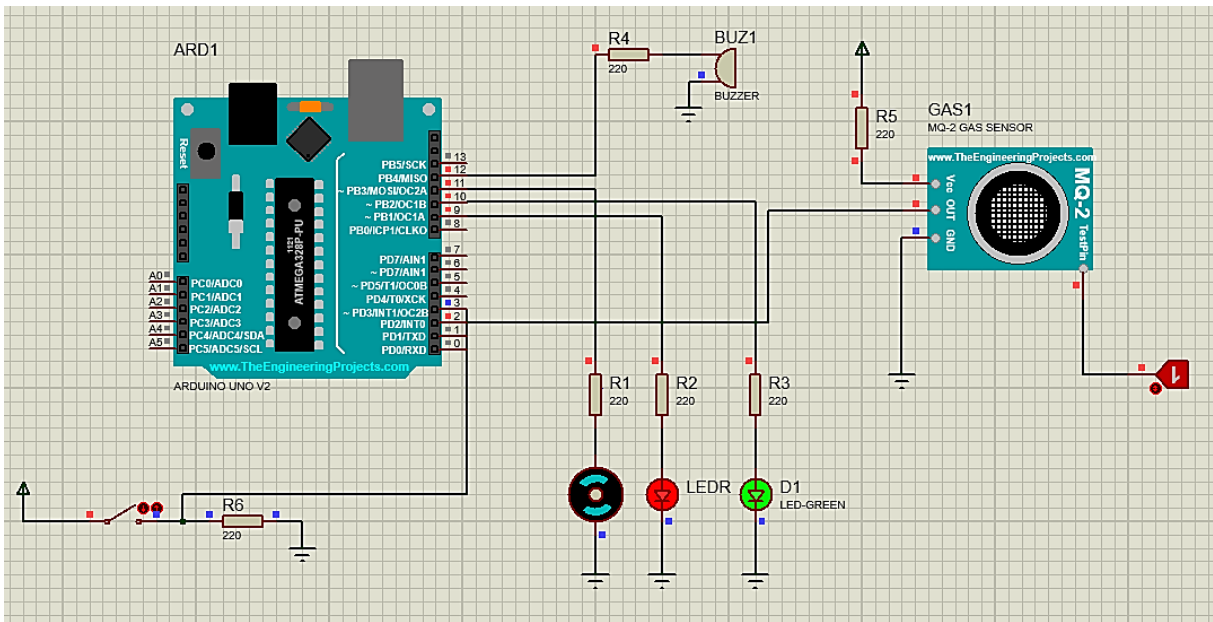 ARD1
Reset
PB5/SCK
PB4/MISO
~ PB3/MOSI/OC2A
~ PB2/OC1B
~ PB1/OC1A
PB0/ICP1/CLKO
PD7/AIN1
~ PD7/AIN1
~ PD5/T1/OC0B
PD4/T0/XCK
~ PD3/INT1/OC2B
PD2/INT0
PD1/TXD
PD0/RXD
13
12
11
10
9
8
7
6
5
4
3
2
1
0
1121
ATMEGA328P-PU
A0
A1
A2
A3
A4
A5
PC0/ADC0
PC1/ADC1
PC2/ADC2
PC3/ADC3
PC4/ADC4/SDA
PC5/ADC5/SCL
www.TheEngineeringProjects.com
ARDUINO UNO V2
R4
220
BUZ1
BUZZER
R5
220
GAS1
MQ-2 GAS SENSOR
www.TheEngineeringProjects.com
Vcc
OUT
GND
MQ-2
TestPin
1
R1
220
R2
220
R3
220
LEDR
D1
LED-GREEN
R6
220